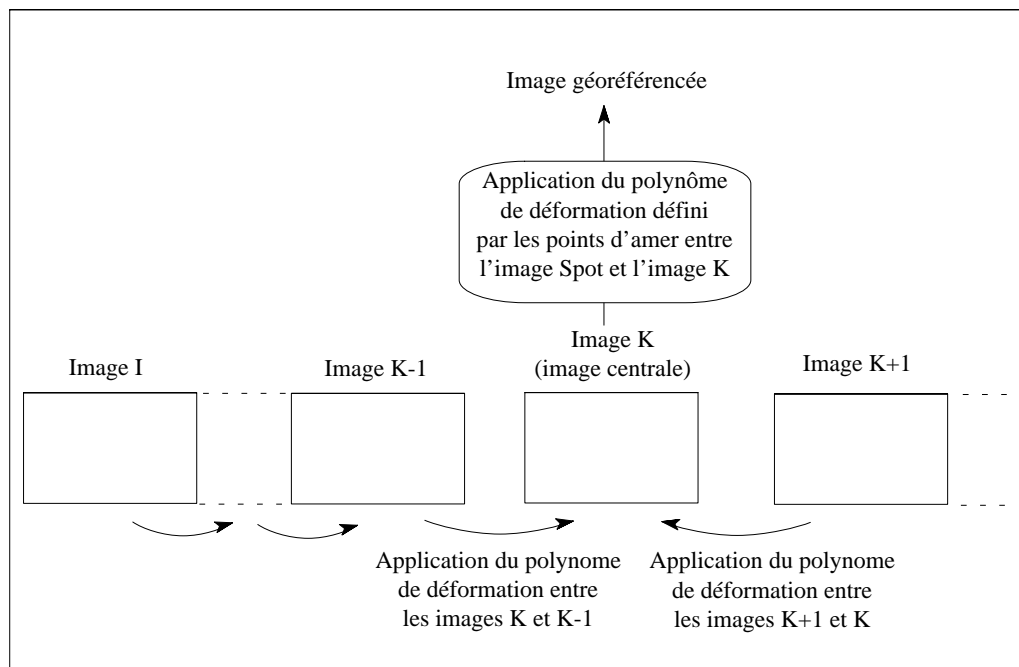 Image géoréférencée
Application du polynôme
de déformation défini
par les points d'amer entre
l'image Spot et l'image K
Image K
(image centrale)
Image I
Image K-1
Image K+1
Application du polynome
de déformation entre
les images K et K-1
Application du polynome
de déformation entre
les images K+1 et K